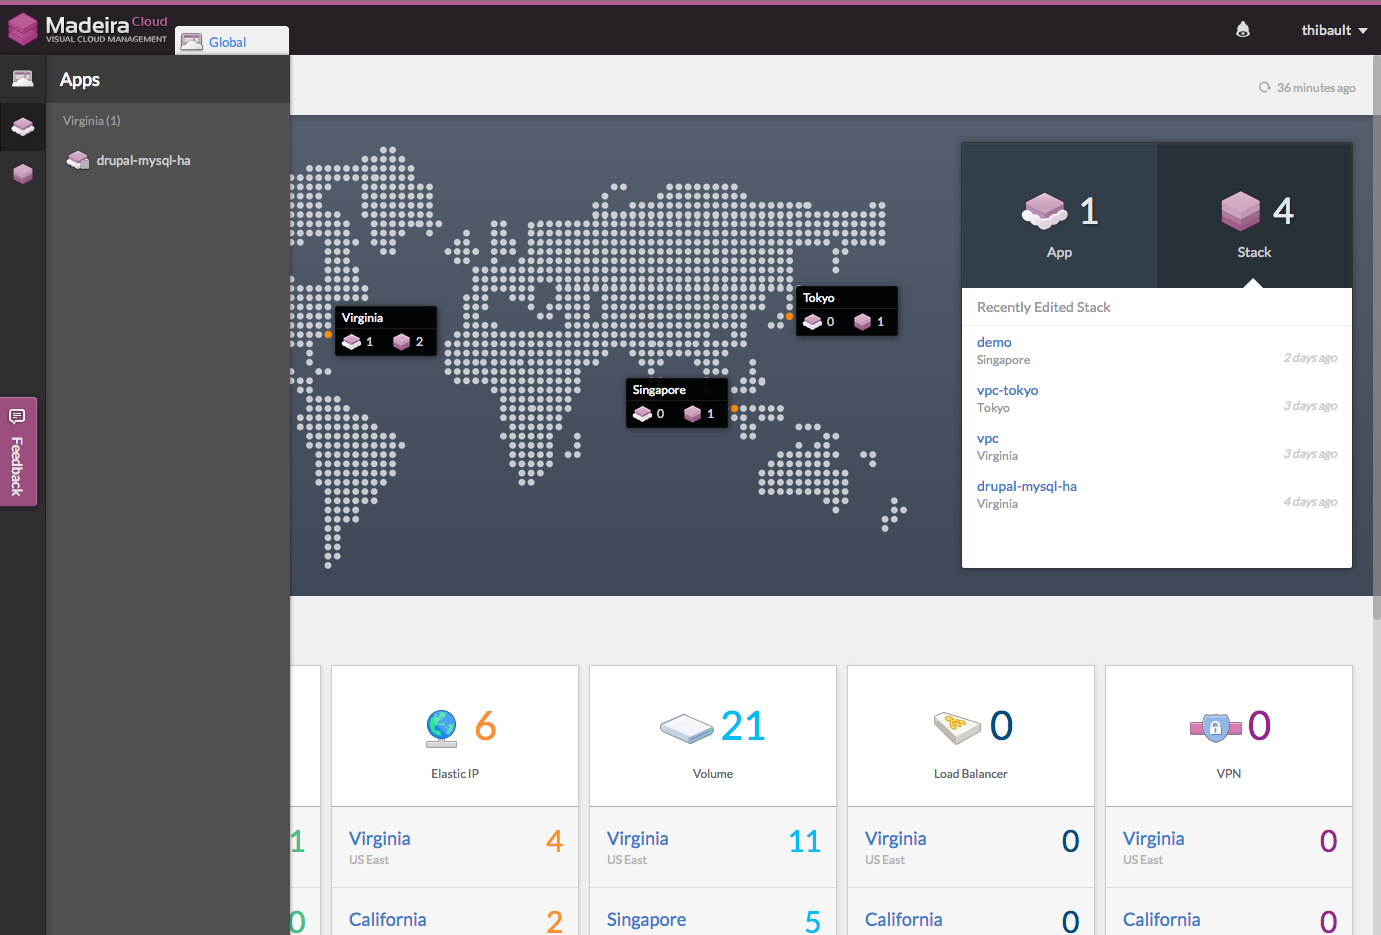 Madeira Cloud
VISUAL CLOUD MANAGEMENT
Global
thibault
Apps
36 minutes ago
Virginia (1)
drupal-mysql-ha
1
App
4
Stack
Recently Edited Stack
demo
Singapore
2 days ago
vpc-tokyo
Tokyo
3 days ago
vpc
Virginia
3 days ago
drupal-mysql-ha
Virginia
4 days ago
Tokyo
0 1
Virginia
1 2
Singapore
0 1
Feedback
6
Elastic IP
21
Volume
0
Load Balancer
0
VPN
1
Virginia 4
US East
Virginia 11
US East
Virginia 0
US East
Virginia 0
US East
0
California 2
Singapore 5
California 0
California 0